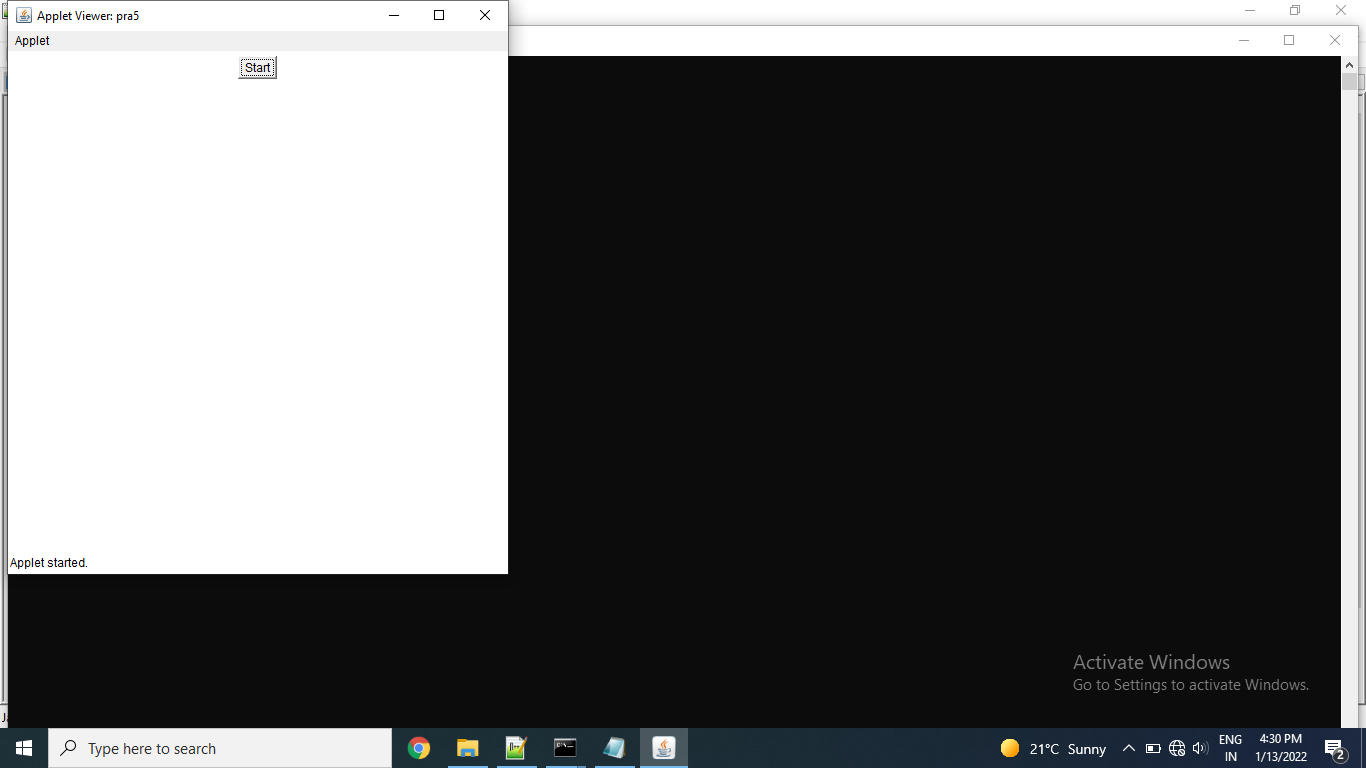 Applet Viewer: pra5
Applet
Start
Applet started.
Activate Windows
Go to Settings to activate Windows.
Type here to search
21°C Sunny
ENG
IN
4:30 PM
1/13/2022
2